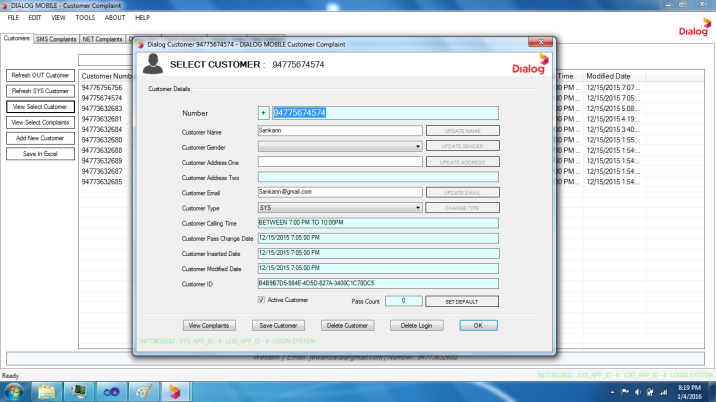 DIALOG MOBILE - Customer Complaint
FILE EDIT VIEW TOOLS ABOUT HELP
Dialog
Customers SMS Complaints NET Complaints
Dialog Customer 94775674574 - DIALOG MOBILE Customer Complaint
SELECT CUSTOMER : 94775674574
Dialog
Refresh OUT Customer
Refresh SYS Customer
View Select Customer
View Select Complaints
Add New Customer
Save In Excel
Customer Numb
94776756756
94775674574
94773632683
94773632681
94773632684
94773632680
94773632688
94773632689
94773632687
94773632685
Customer Details
Number + 94775674574
Customer Name Sankann UPDATE NAME
Customer Gender UPDATE GENDER
Customer Address One UPDATE ADDRESS
Customer Address Two
Customer Email Sankann@gmail.com UPDATE EMAIL
Customer Type SYS CHANGE TYPE
Customer Calling Time BETWEEN 7:00 PM TO 10:00PM
Customer Pass Change Date 12/15/2015 7:05:00 PM
Customer Inserted Date 12/15/2015 7:05:00 PM
Customer Modified Date 12/15/2015 7:05:00 PM
Customer ID B4B9B7D5-984E-4D5D-827A-3400C1C78DC5
Active Customer Pass Count 0 SET DEFAULT
View Complaints Save Customer Delete Customer Delete Login OK
94773632682 SYS_APP_ID - 4 : LOG_APP_ID - 4 : LOGIN SYSTEM
Time Modified Date
00 PM ... 12/15/2015 7:07:...
00 PM ... 12/15/2015 7:05:...
00 PM ... 12/15/2015 5:08:...
00 PM ... 12/15/2015 4:19:...
00 PM ... 12/15/2015 3:40:...
00 PM ... 12/15/2015 1:55:...
00 PM ... 12/15/2015 1:54:...
00 PM ... 12/15/2015 1:54:...
00 PM ... 12/15/2015 1:54:...
00 PM ... 12/15/2015 1:54:...
Ready
94773632682 SYS_APP_ID - 4 : LOG_APP_ID - 4 : LOGIN SYSTEM
8:19 PM
1/4/2016